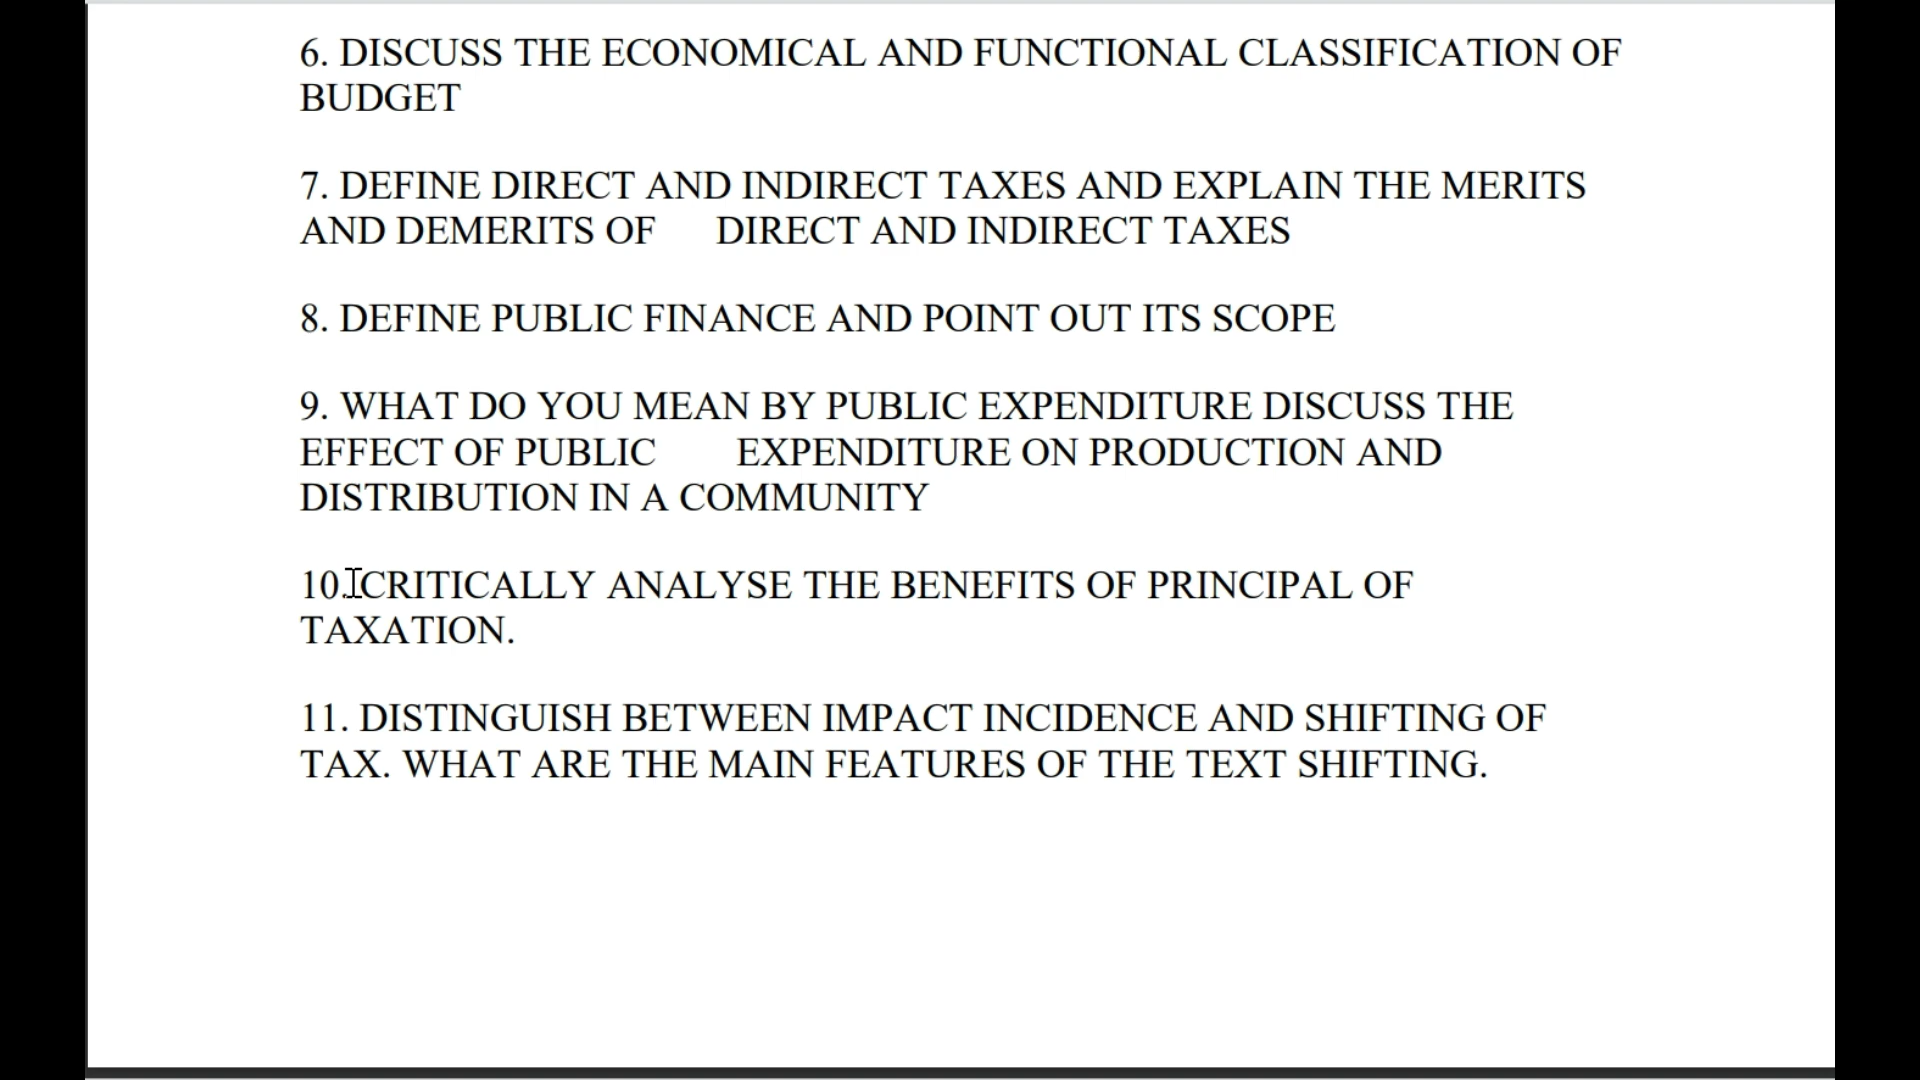 6. DISCUSS THE ECONOMICAL AND FUNCTIONAL CLASSIFICATION OF
BUDGET
7. DEFINE DIRECT AND INDIRECT TAXES AND EXPLAIN THE MERITS
AND DEMERITS OF DIRECT AND INDIRECT TAXES
8. DEFINE PUBLIC FINANCE AND POINT OUT ITS SCOPE
9. WHAT DO YOU MEAN BY PUBLIC EXPENDITURE DISCUSS THE
EFFECT OF PUBLIC EXPENDITURE ON PRODUCTION AND
DISTRIBUTION IN A COMMUNITY
10. CRITICALLY ANALYSE THE BENEFITS OF PRINCIPAL OF
TAXATION.
11. DISTINGUISH BETWEEN IMPACT INCIDENCE AND SHIFTING OF
TAX. WHAT ARE THE MAIN FEATURES OF THE TEXT SHIFTING.